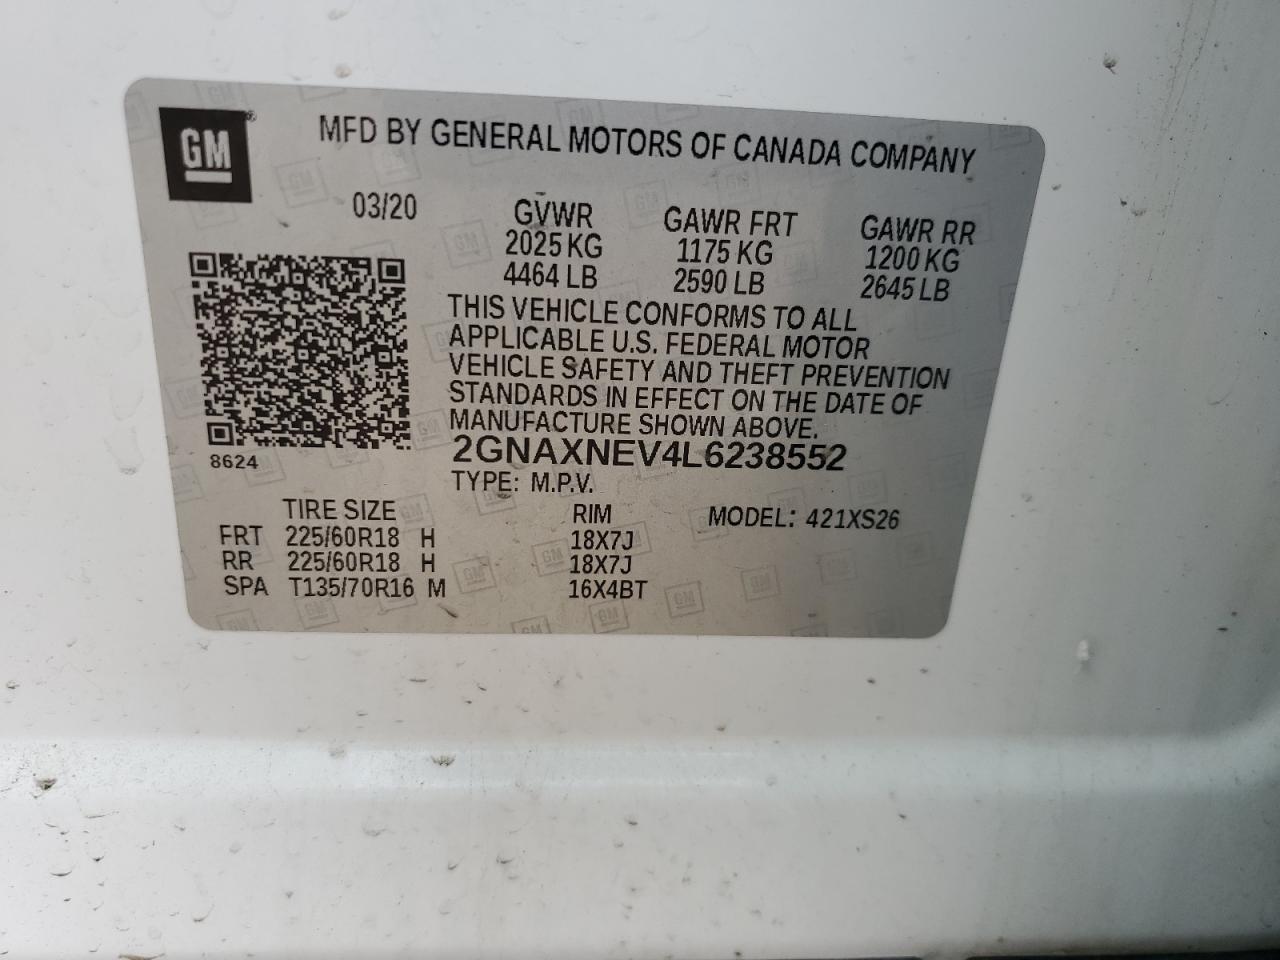 GM
MFD BY GENERAL MOTORS OF CANADA COMPANY
03/20
GVWR GAWR FRT GAWR RR
2025 KG 1175 KG 1200 KG
4464 LB 2590 LB 2645 LB
THIS VEHICLE CONFORMS TO ALL
APPLICABLE U.S. FEDERAL MOTOR
VEHICLE SAFETY AND THEFT PREVENTION
STANDARDS IN EFFECT ON THE DATE OF
MANUFACTURE SHOWN ABOVE.
2GNAXNEV4L6238552
8624
TYPE: M.P.V.
TIRE SIZE RIM MODEL: 421XS26
FRT 225/60R18 H 18X7J
RR 225/60R18 H 18X7J
SPA T135/70R16 M 16X4BT